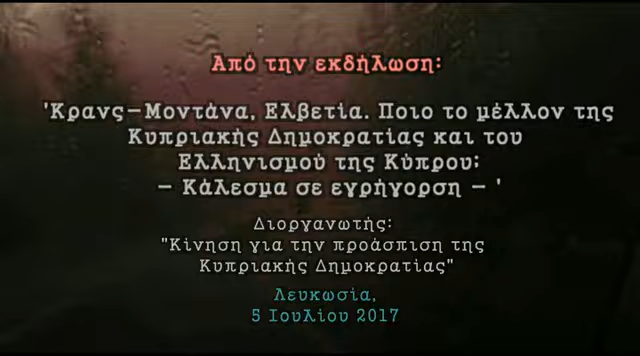 Από την εκδήλωση:
'Κρανς-Μοντάνα, Ελβετία. Ποιο το μέλλον της
Κυπριακής Δημοκρατίας και του
Ελληνισμού της Κύπρου;
- Κάλεσμα σε εγρήγορση - '
Διοργανωτής:
"Κίνηση για την προάσπιση της
Κυπριακής Δημοκρατίας"
Λευκωσία,
5 Ιουλίου 2017